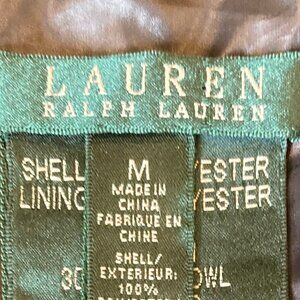 LAUREN
RALPH LAUREN
SHELL
LINING
M
MADE IN
CHINA
FABRIQUE EN
CHINE
SHELL/
EXTERIEUR:
100%
YESTER
YESTER
OWL